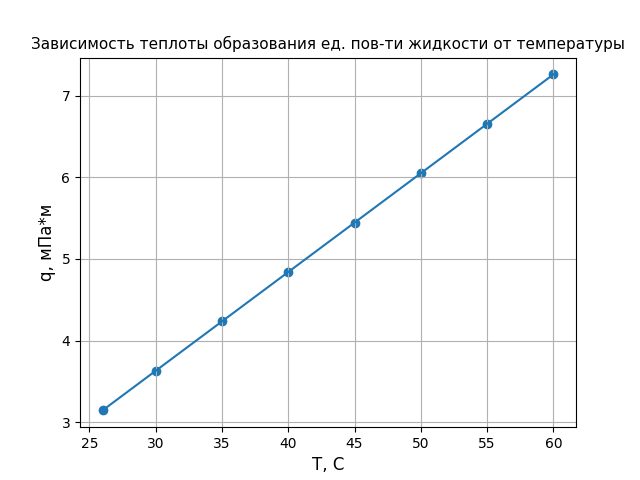 Зависимость теплоты образования ед. пов-ти жидкости от температуры
q, мПа*м
7
6
5
4
3
25 30 35 40 45 50 55 60
T, C